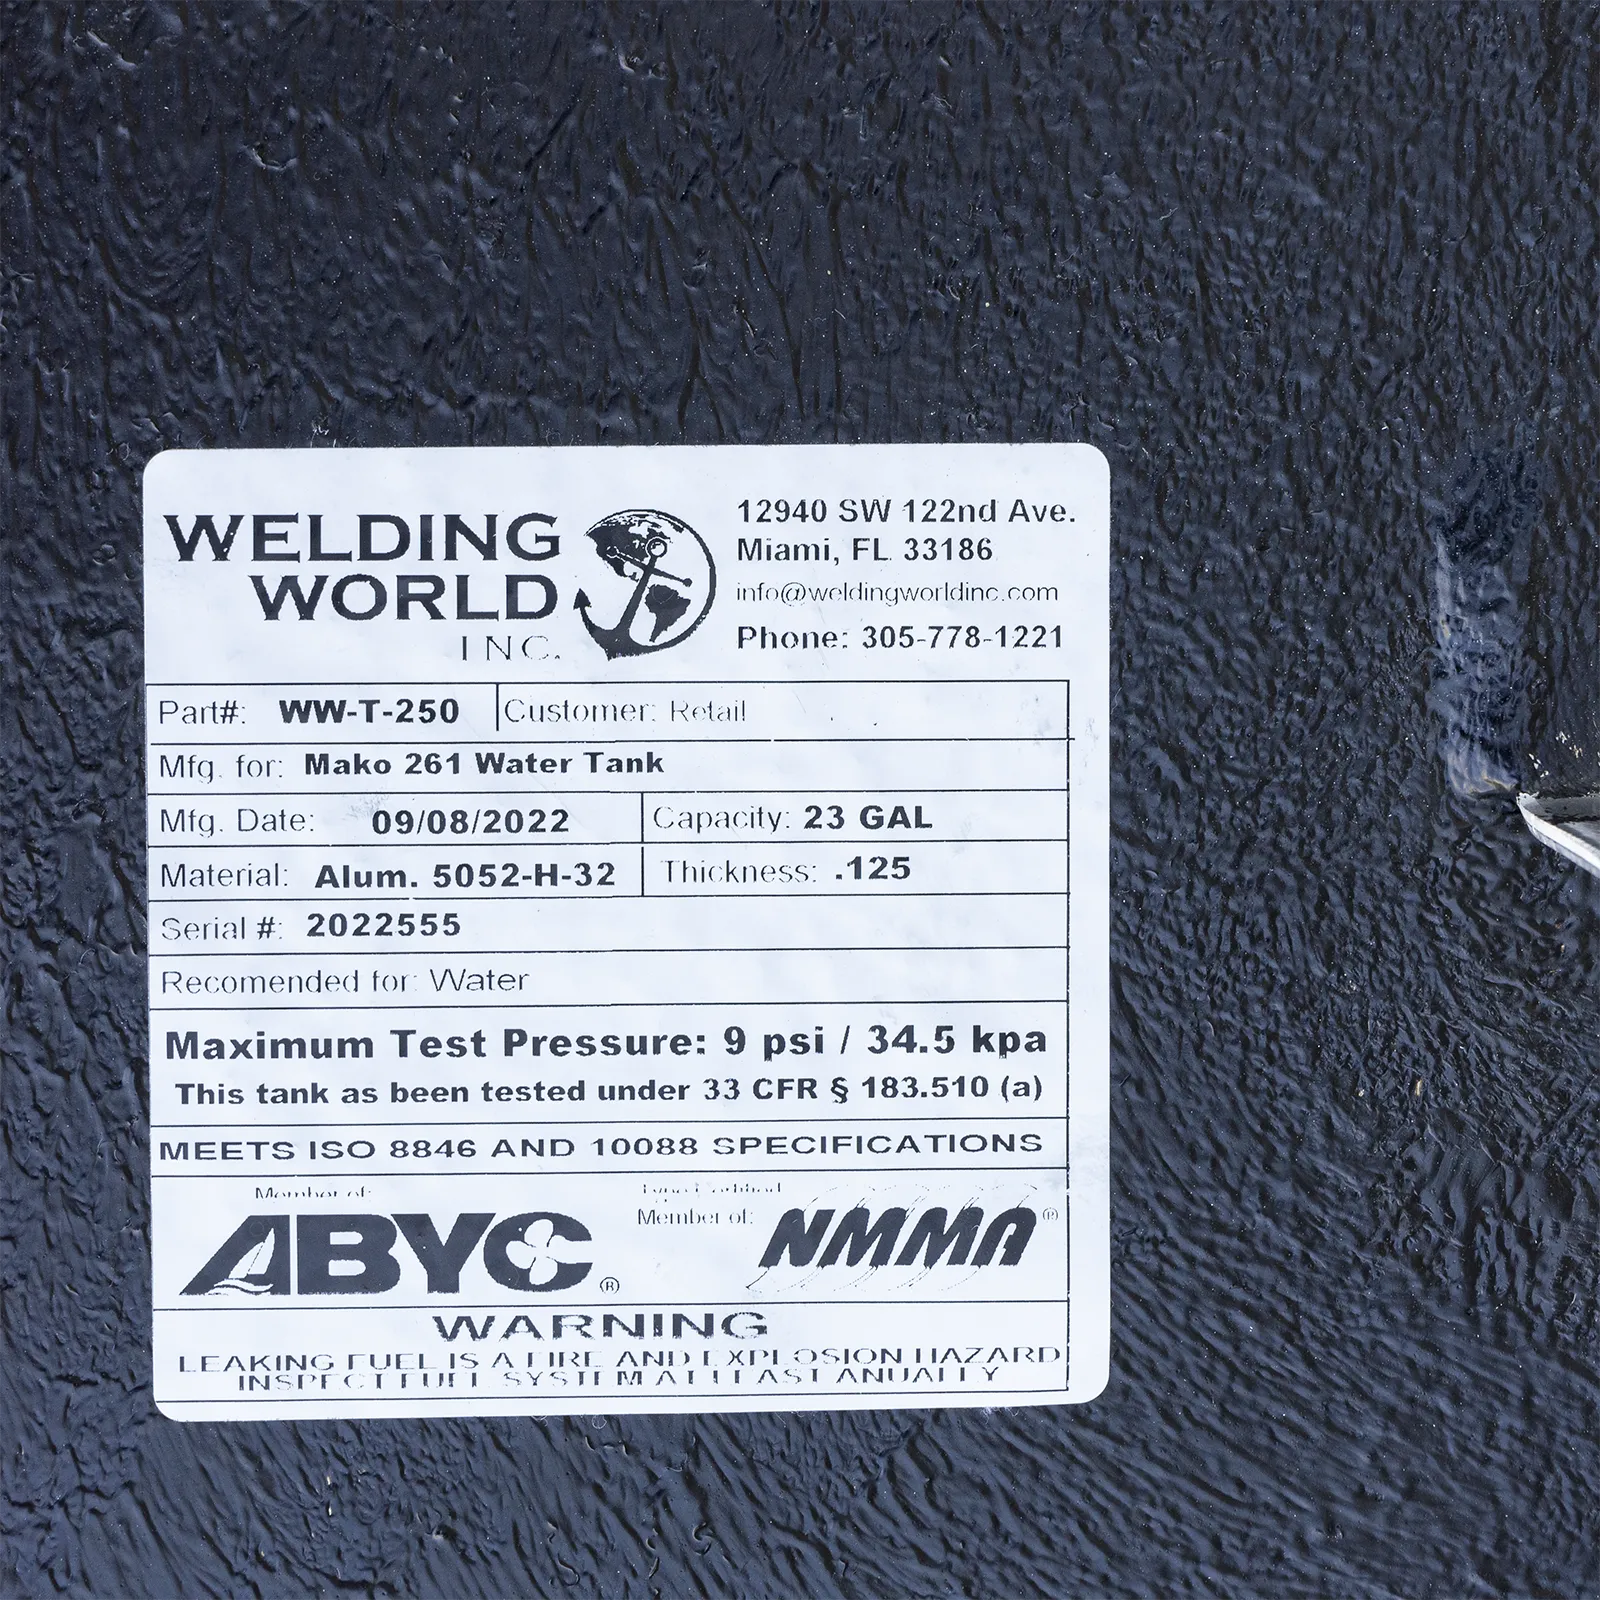 WELDING
WORLD
INC.
12940 SW 122nd Ave.
Miami, FL 33186
info@weldingworldinc.com
Phone: 305-778-1221
Part#: WW-T-250 Customer: Retail
Mfg. for: Mako 261 Water Tank
Mfg. Date: 09/08/2022 Capacity: 23 GAL
Material: Alum. 5052-H-32 Thickness: .125
Serial #: 2022555
Recomended for: Water
Maximum Test Pressure: 9 psi / 34.5 kpa
This tank as been tested under 33 CFR § 183.510 (a)
MEETS ISO 8846 AND 10088 SPECIFICATIONS
Member of:
ABYC ®
Type Certified
Member of: NMMA ®
WARNING
LEAKING FUEL IS A FIRE AND EXPLOSION HAZARD
INSPECT FUEL SYSTEM AT LEAST ANUALLY